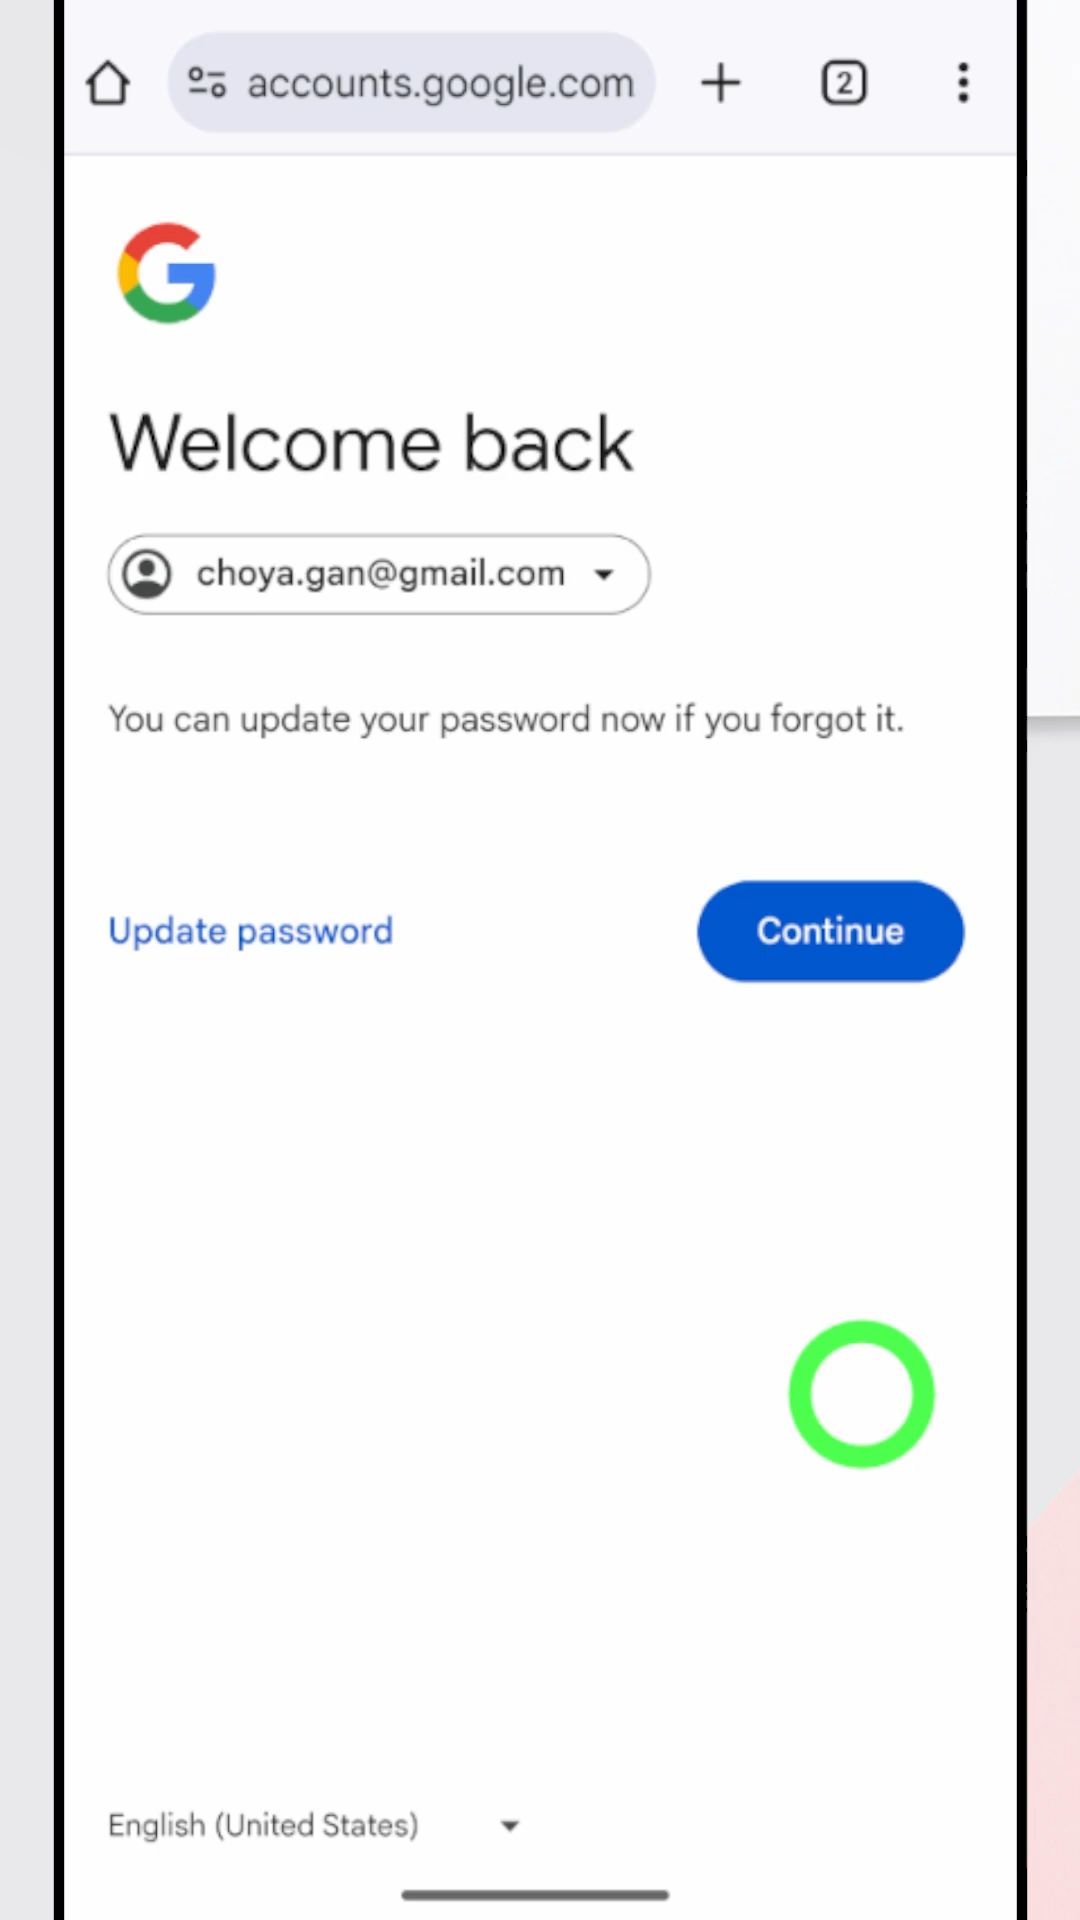 accounts.google.com
2
Welcome back
choya.gan@gmail.com
You can update your password now if you forgot it.
Update password
Continue
English (United States)